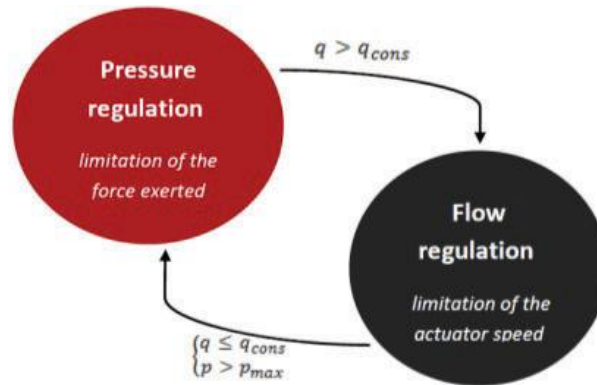 Pressure
regulation
limitation of the
force exerted
q > q_cons
Flow
regulation
limitation of the
actuator speed
{q ≤ q_cons
{p > p_max